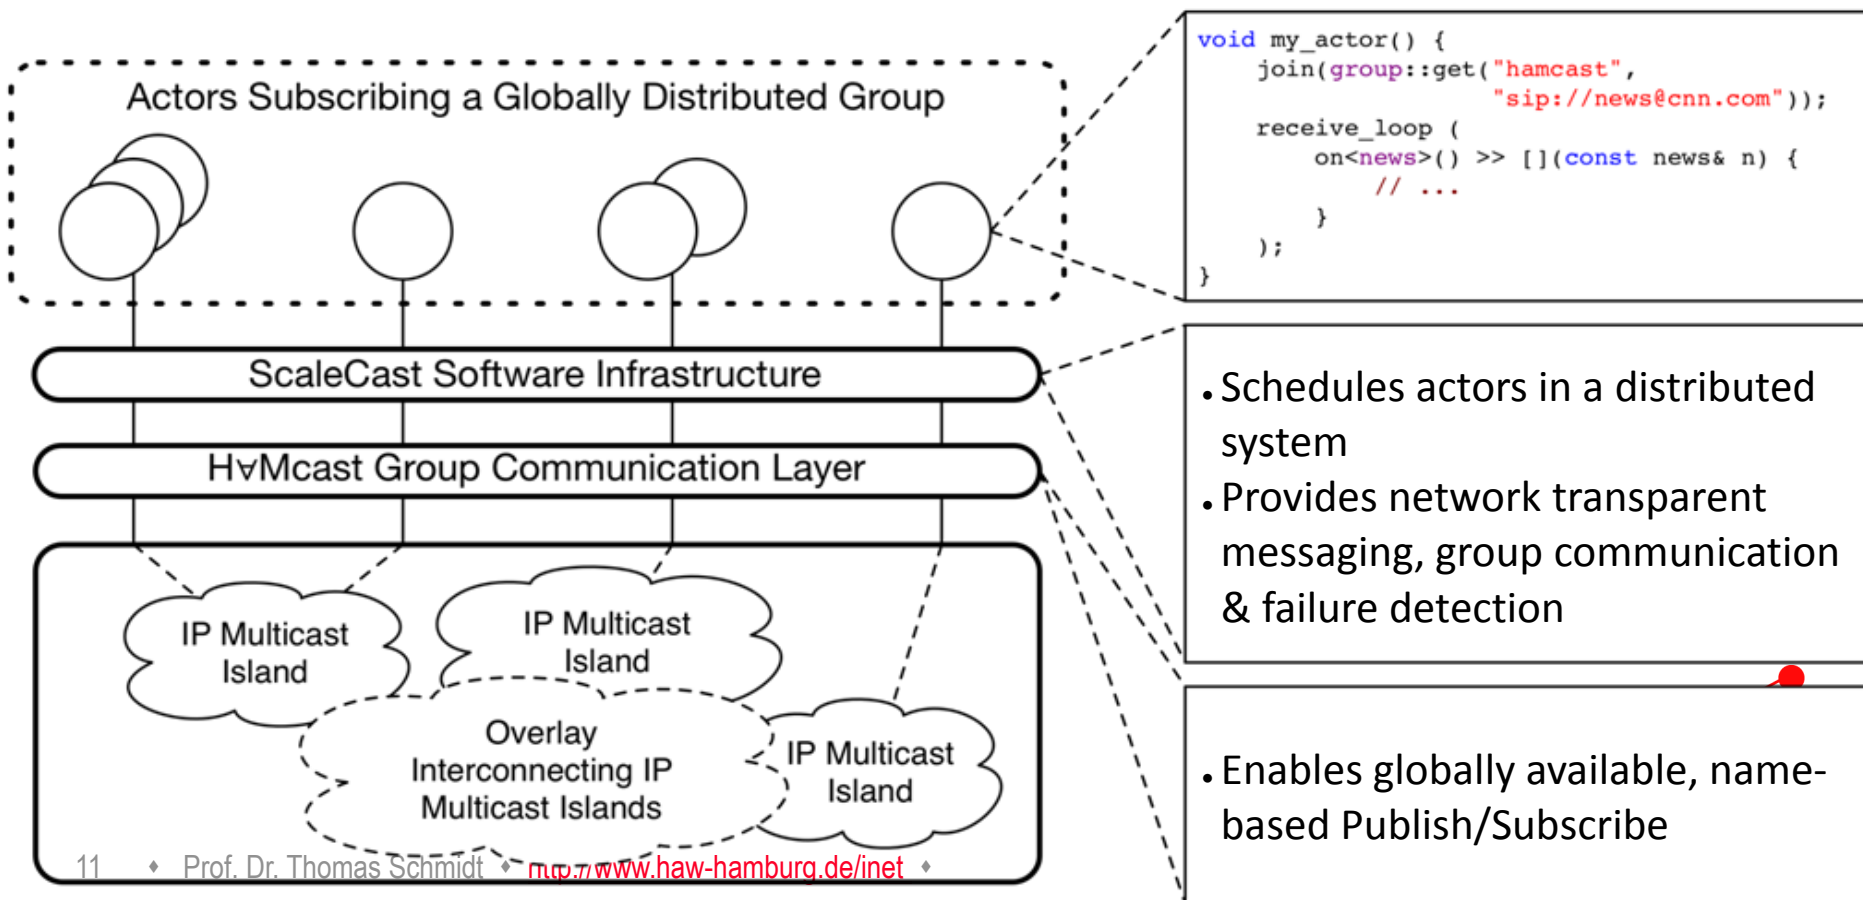 Actors Subscribing a Globally Distributed Group
void my_actor() {
    join(group::get("hamcast",
                    "sip://news@cnn.com"));
    receive_loop (
        on<news>() >> [](const news& n) {
            // ...
        }
    );
}
ScaleCast Software Infrastructure
H∀Mcast Group Communication Layer
• Schedules actors in a distributed
system
• Provides network transparent
messaging, group communication
& failure detection
IP Multicast
Island
IP Multicast
Island
Overlay
Interconnecting IP
Multicast Islands
IP Multicast
Island
• Enables globally available, name-
based Publish/Subscribe
11 ♦ Prof. Dr. Thomas Schmidt ♦ http://www.haw-hamburg.de/inet ♦